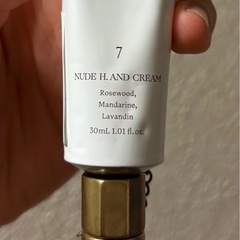 7
NUDE H. AND CREAM
Rosewood,
Mandarine,
Lavandin
30mL 1.01 fl. oz.